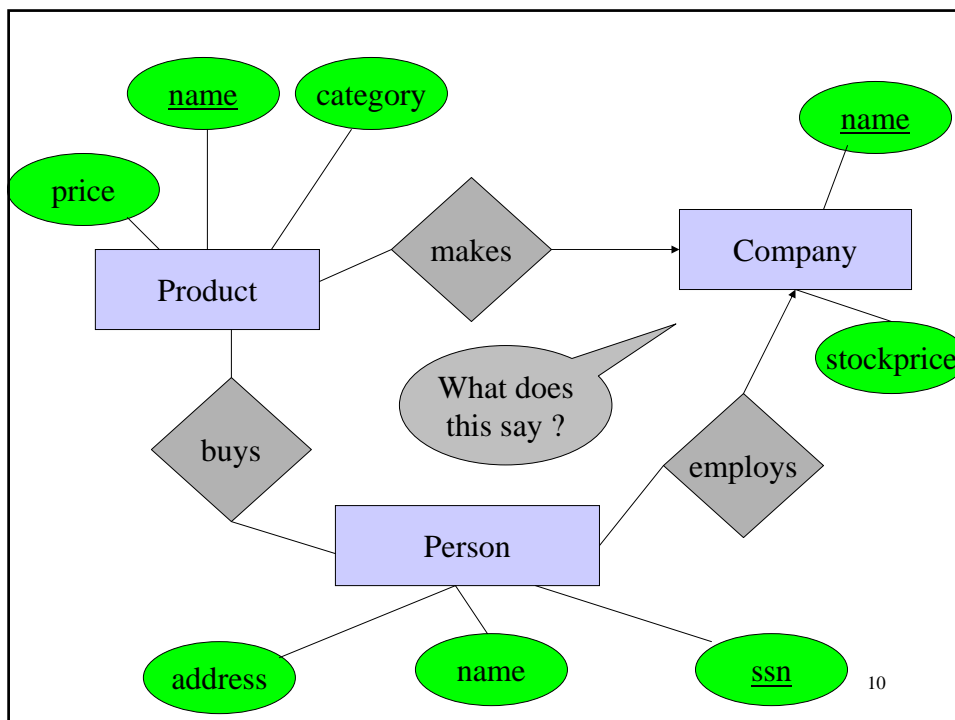 name
category
name
price
makes
Company
Product
stockprice
What does
this say ?
buys
employs
Person
address
name
ssn
10